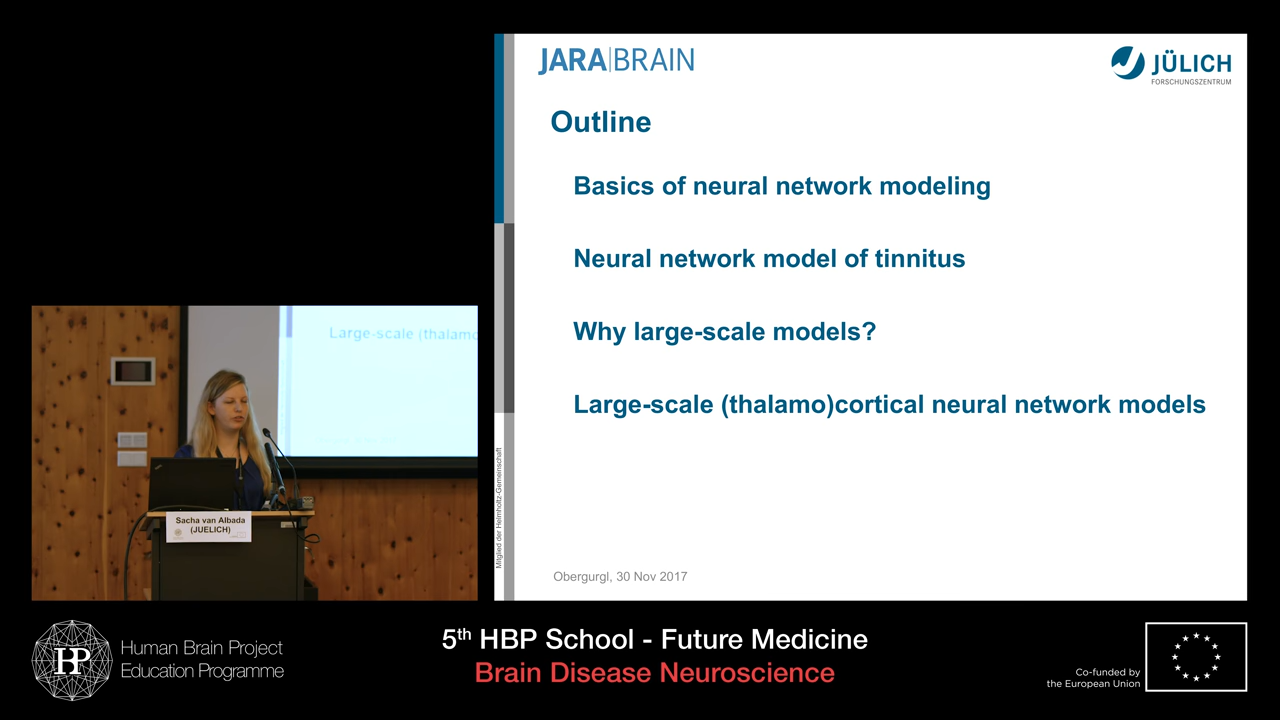 JARA|BRAIN
JÜLICH
FORSCHUNGSZENTRUM
Outline
Basics of neural network modeling
Neural network model of tinnitus
Why large-scale models?
Large-scale (thalamo)cortical neural network models
Mitglied der Helmholtz-Gemeinschaft
Obergurgl, 30 Nov 2017
Large-scale (thalamo
Sacha van Albada
(JUELICH)
HBP
Human Brain Project
Education Programme
5th HBP School - Future Medicine
Brain Disease Neuroscience
Co-funded by
the European Union